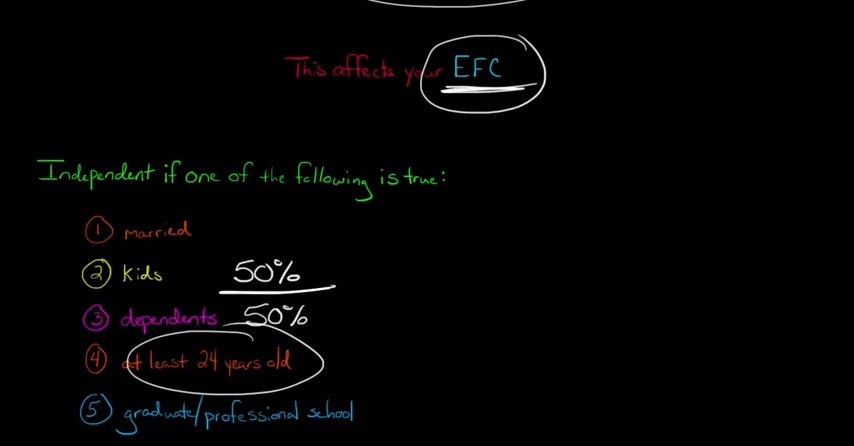 This affects your EFC
Independent if one of the following is true:
1 married
2 kids 50%
3 dependents 50%
4 at least 24 years old
5 graduate/professional school